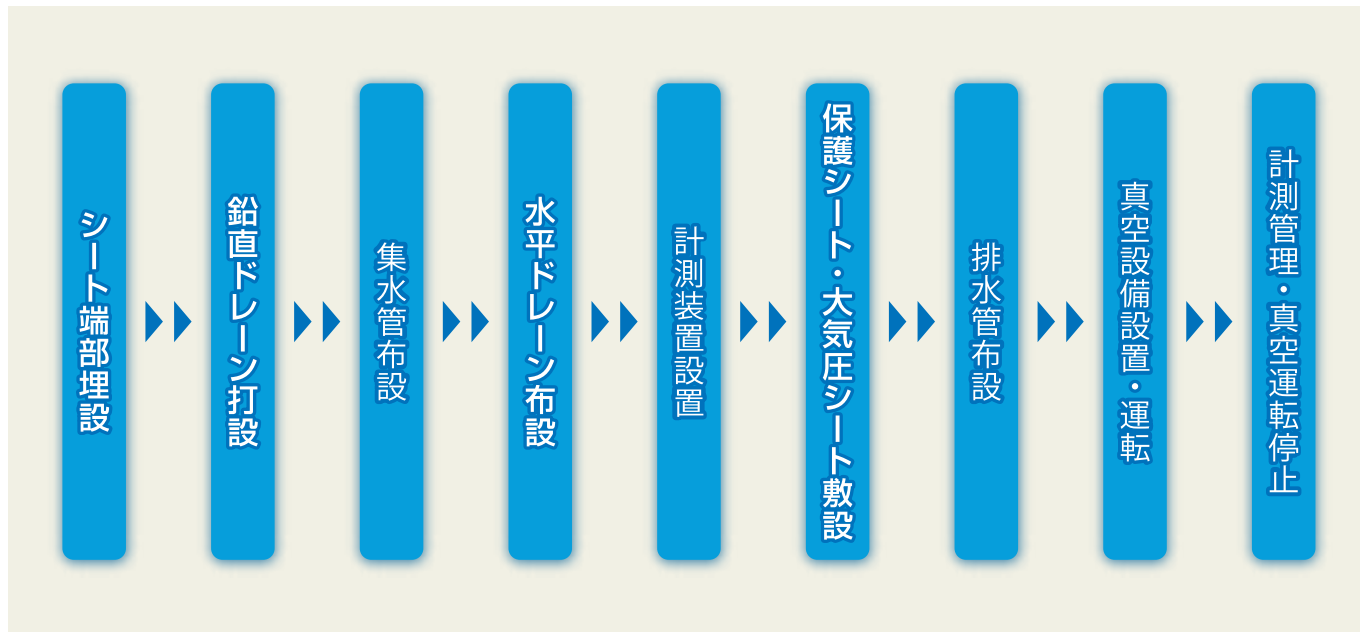 シート端部埋設
鉛直ドレーン打設
集水管布設
水平ドレーン布設
計測装置設置
保護シート・大気圧シート敷設
排水管布設
真空設備設置・運転
計測管理・真空運転停止